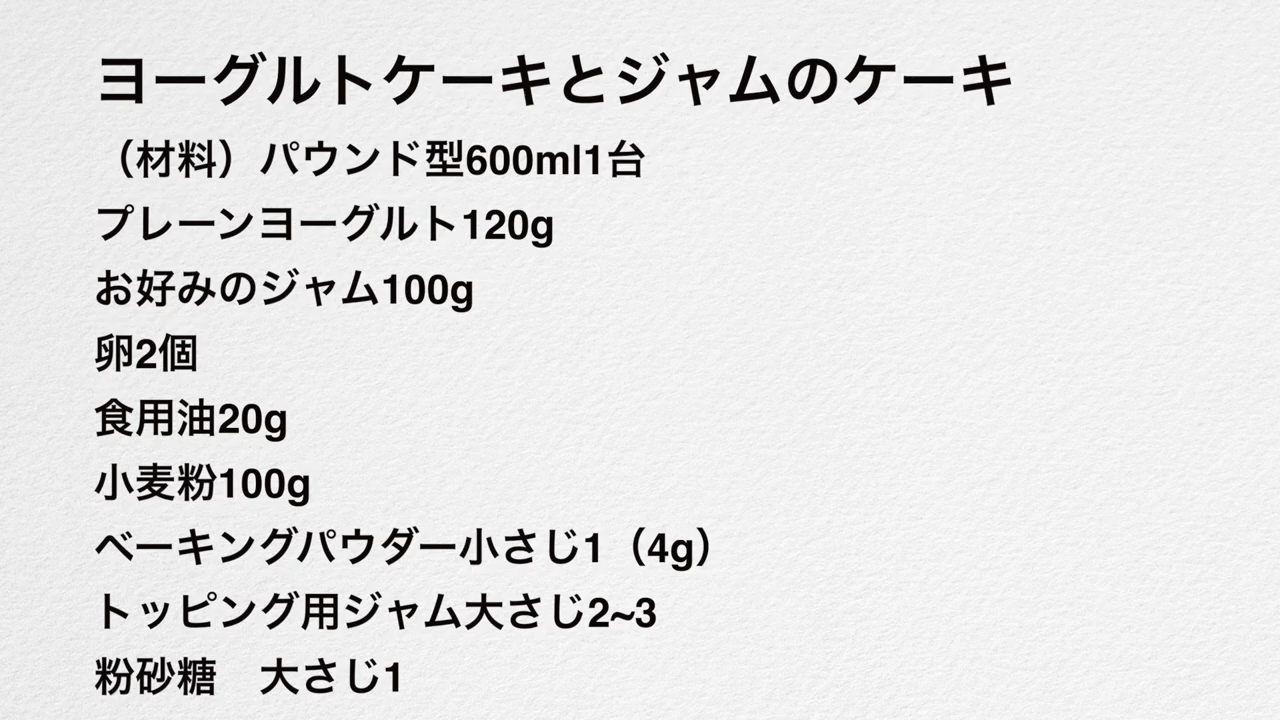 ヨーグルトケーキとジャムのケーキ
（材料）パウンド型600ml1台
プレーンヨーグルト120g
お好みのジャム100g
卵2個
食用油20g
小麦粉100g
ベーキングパウダー小さじ1（4g）
トッピング用ジャム大さじ2~3
粉砂糖　大さじ1